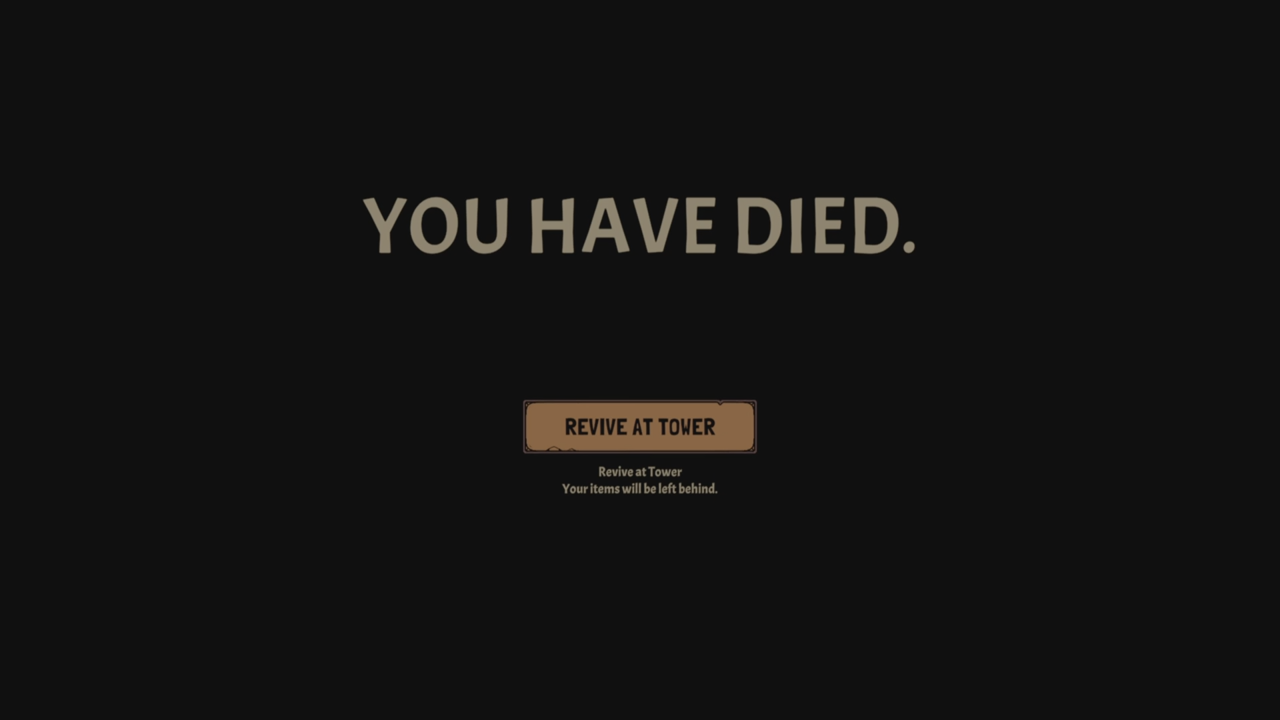 YOU HAVE DIED.
REVIVE AT TOWER
Revive at Tower
Your items will be left behind.